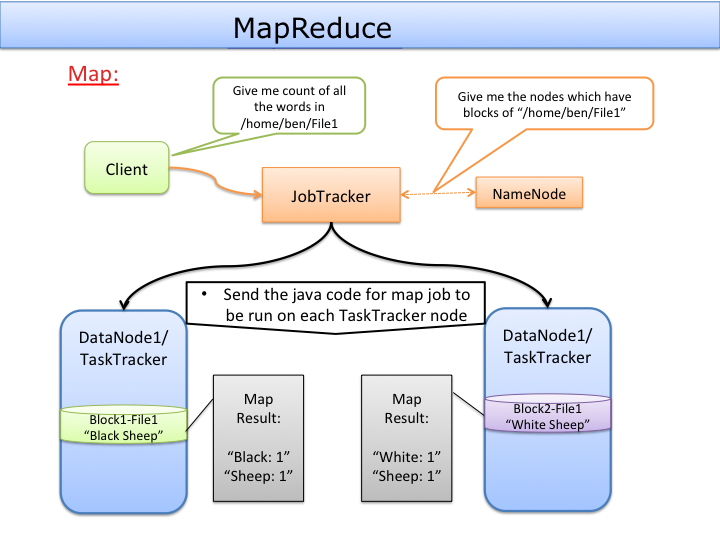 MapReduce
Map:
Give me count of all
the words in
/home/ben/File1
Give me the nodes which have
blocks of “/home/ben/File1”
Client
JobTracker
NameNode
• Send the java code for map job to
be run on each TaskTracker node
DataNode1/
TaskTracker
Block1-File1
“Black Sheep”
Map
Result:
“Black: 1”
“Sheep: 1”
Map
Result:
“White: 1”
“Sheep: 1”
DataNode1/
TaskTracker
Block2-File1
“White Sheep”